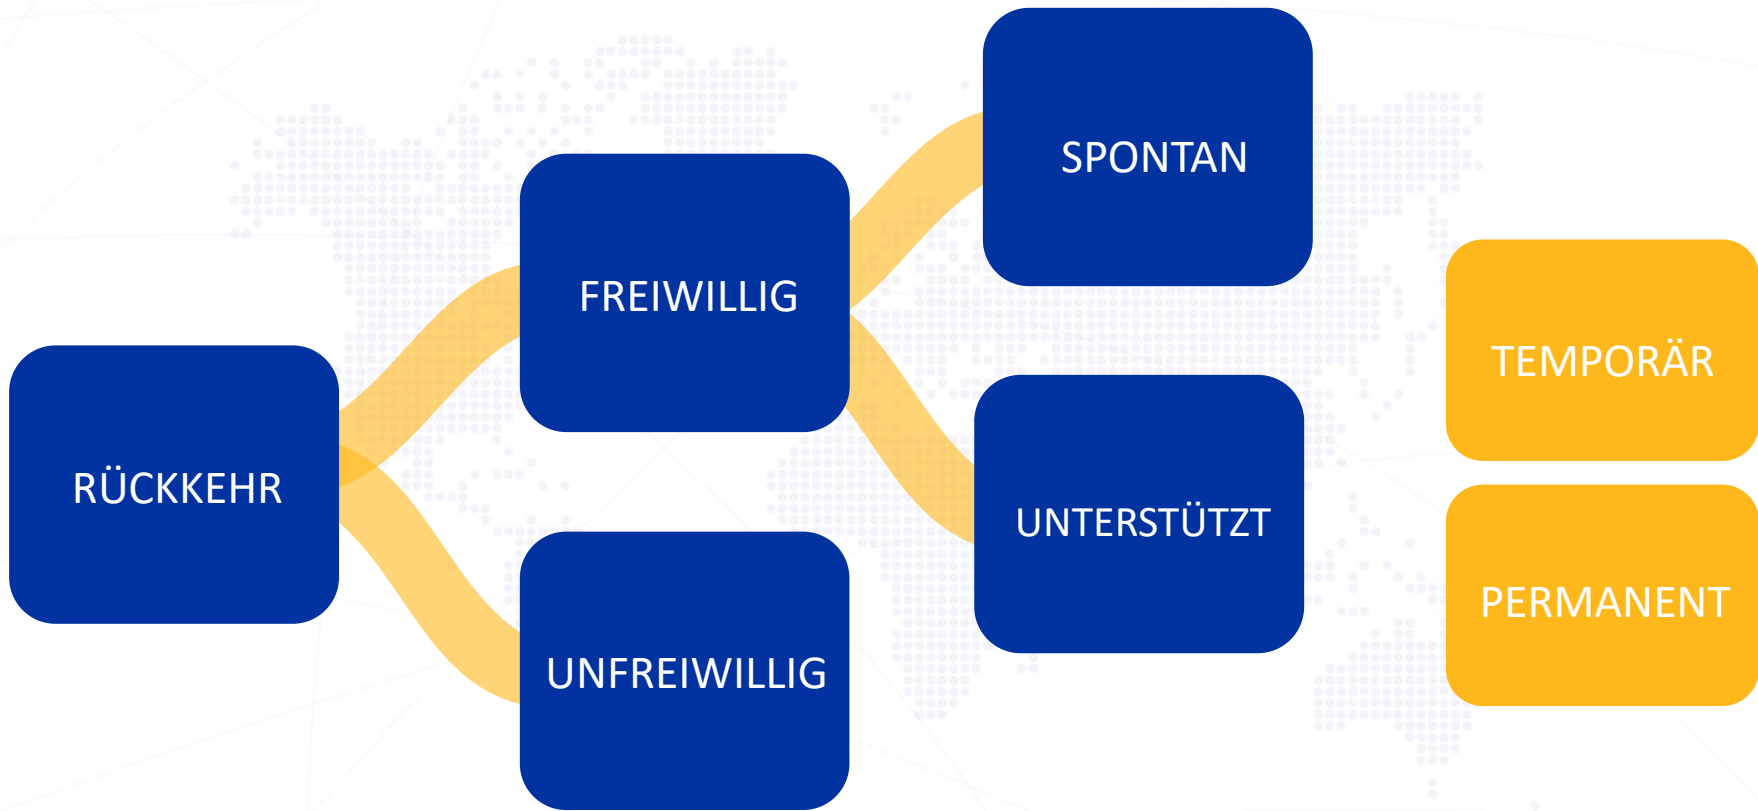 RÜCKKEHR
FREIWILLIG
UNFREIWILLIG
SPONTAN
UNTERSTÜTZT
TEMPORÄR
PERMANENT